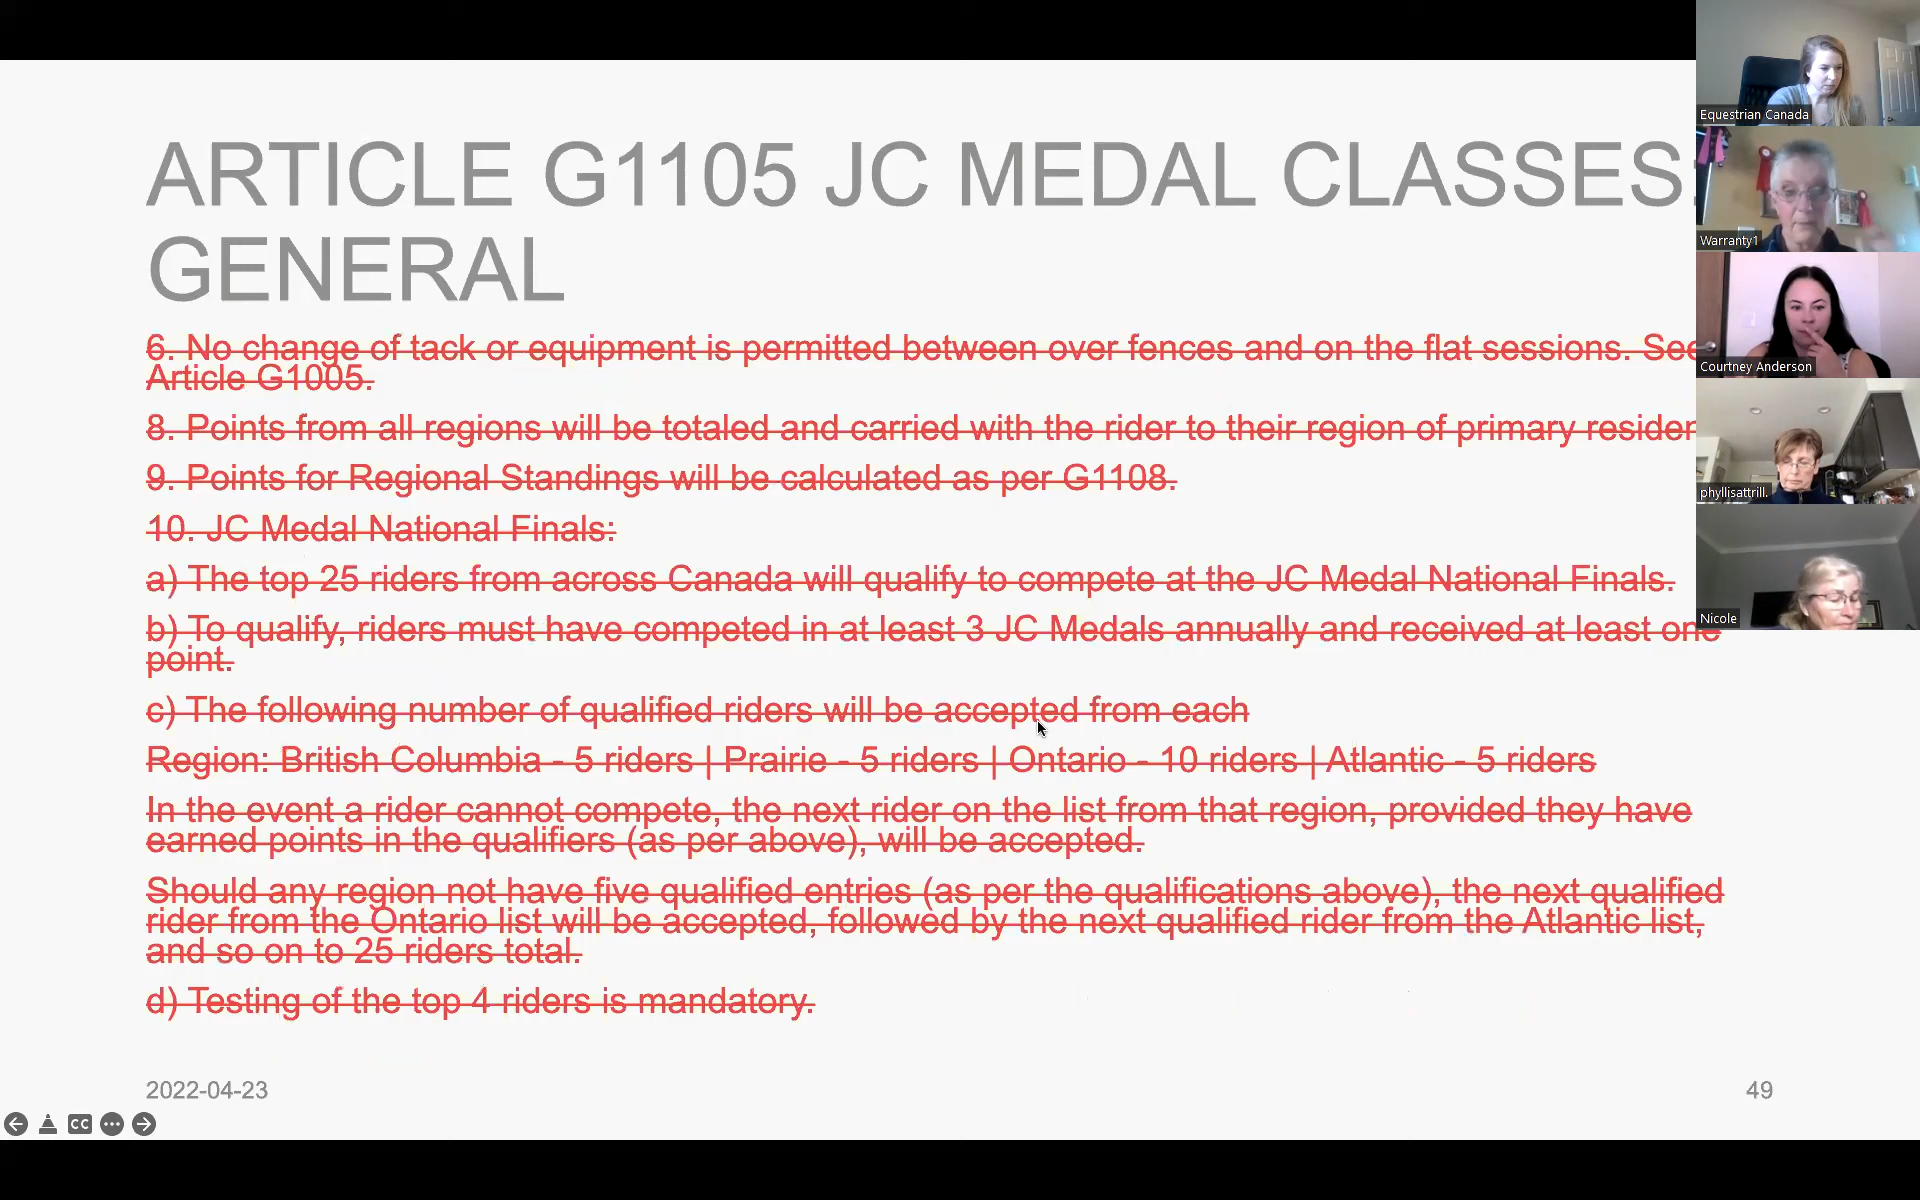 ARTICLE G1105 JC MEDAL CLASSES:
GENERAL
6. No change of tack or equipment is permitted between over fences and on the flat sessions. See
Article G1005.
8. Points from all regions will be totaled and carried with the rider to their region of primary residen
9. Points for Regional Standings will be calculated as per G1108.
10. JC Medal National Finals:
a) The top 25 riders from across Canada will qualify to compete at the JC Medal National Finals.
b) To qualify, riders must have competed in at least 3 JC Medals annually and received at least one
point.
c) The following number of qualified riders will be accepted from each
Region: British Columbia - 5 riders | Prairie - 5 riders | Ontario - 10 riders | Atlantic - 5 riders
In the event a rider cannot compete, the next rider on the list from that region, provided they have
earned points in the qualifiers (as per above), will be accepted.
Should any region not have five qualified entries (as per the qualifications above), the next qualified
rider from the Ontario list will be accepted, followed by the next qualified rider from the Atlantic list,
and so on to 25 riders total.
d) Testing of the top 4 riders is mandatory.
2022-04-23
49
CC
Equestrian Canada
Warranty1
Courtney Anderson
phyllisattrill.
Nicole